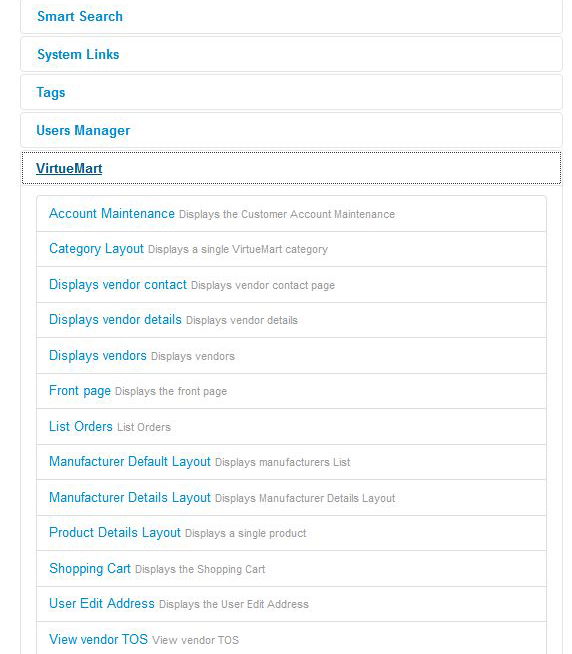 Smart Search
System Links
Tags
Users Manager
VirtueMart
Account Maintenance Displays the Customer Account Maintenance
Category Layout Displays a single VirtueMart category
Displays vendor contact Displays vendor contact page
Displays vendor details Displays vendor details
Displays vendors Displays vendors
Front page Displays the front page
List Orders List Orders
Manufacturer Default Layout Displays manufacturers List
Manufacturer Details Layout Displays Manufacturer Details Layout
Product Details Layout Displays a single product
Shopping Cart Displays the Shopping Cart
User Edit Address Displays the User Edit Address
View vendor TOS View vendor TOS